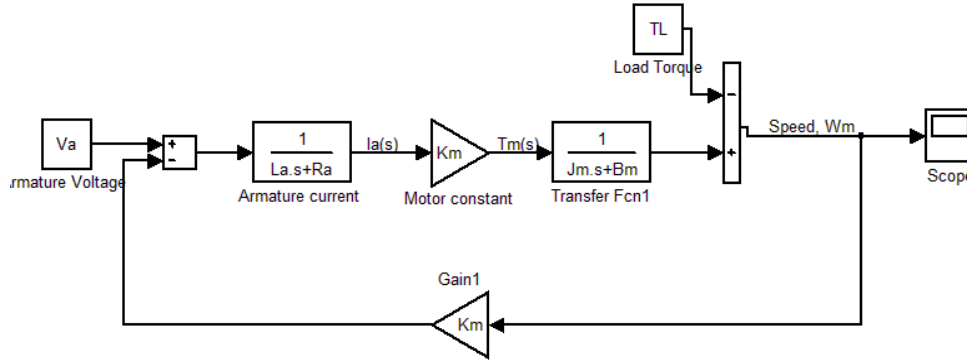 TL
Load Torque
−
Va
+
−
1
La.s+Ra
Ia(s)
Km
Tm(s)
1
Jm.s+Bm
+
Speed, Wm
rmature Voltage
Armature current
Motor constant
Transfer Fcn1
Scope
Gain1
Km